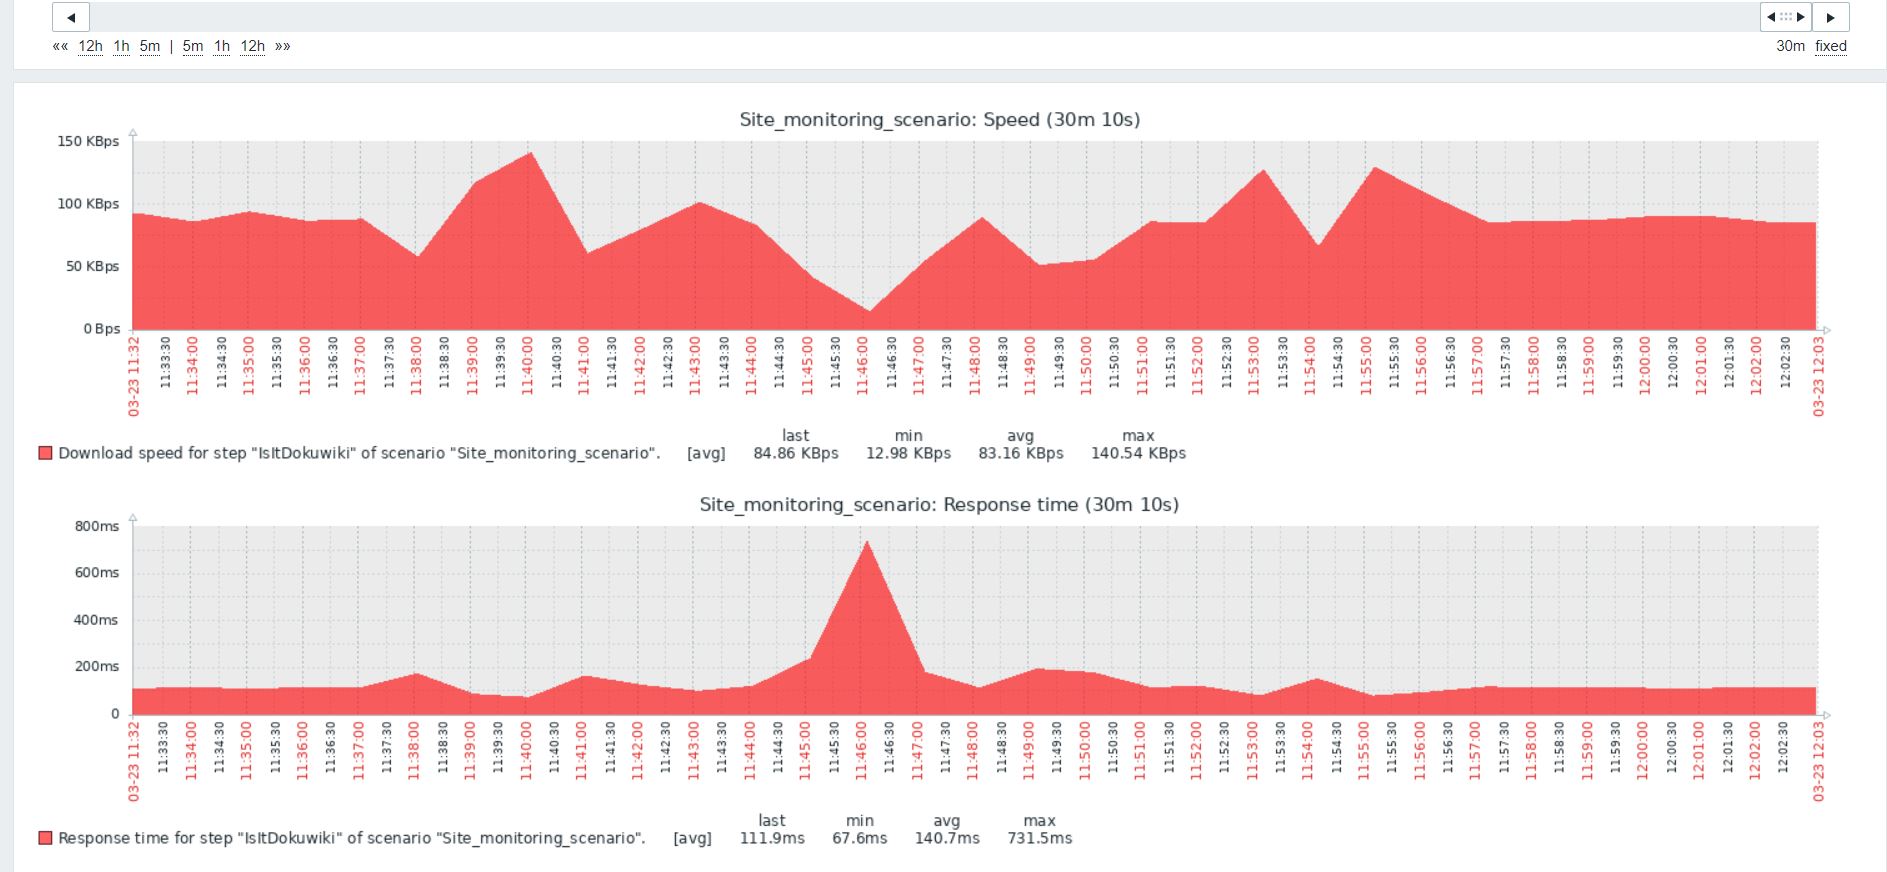 «« 12h 1h 5m | 5m 1h 12h »» 30m fixed
Site_monitoring_scenario: Speed (30m 10s)
150 KBps
100 KBps
50 KBps
0 Bps
03-23 11:32 11:33:30 11:34:00 11:34:30 11:35:00 11:35:30 11:36:00 11:36:30 11:37:00 11:37:30 11:38:00 11:38:30 11:39:00 11:39:30 11:40:00 11:40:30 11:41:00 11:41:30 11:42:00 11:42:30 11:43:00 11:43:30 11:44:00 11:44:30 11:45:00 11:45:30 11:46:00 11:46:30 11:47:00 11:47:30 11:48:00 11:48:30 11:49:00 11:49:30 11:50:00 11:50:30 11:51:00 11:51:30 11:52:00 11:52:30 11:53:00 11:53:30 11:54:00 11:54:30 11:55:00 11:55:30 11:56:00 11:56:30 11:57:00 11:57:30 11:58:00 11:58:30 11:59:00 11:59:30 12:00:00 12:00:30 12:01:00 12:01:30 12:02:00 12:02:30 03-23 12:03
last min avg max
Download speed for step "IsItDokuwiki" of scenario "Site_monitoring_scenario". [avg] 84.86 KBps 12.98 KBps 83.16 KBps 140.54 KBps
Site_monitoring_scenario: Response time (30m 10s)
800ms
600ms
400ms
200ms
0
03-23 11:32 11:33:30 11:34:00 11:34:30 11:35:00 11:35:30 11:36:00 11:36:30 11:37:00 11:37:30 11:38:00 11:38:30 11:39:00 11:39:30 11:40:00 11:40:30 11:41:00 11:41:30 11:42:00 11:42:30 11:43:00 11:43:30 11:44:00 11:44:30 11:45:00 11:45:30 11:46:00 11:46:30 11:47:00 11:47:30 11:48:00 11:48:30 11:49:00 11:49:30 11:50:00 11:50:30 11:51:00 11:51:30 11:52:00 11:52:30 11:53:00 11:53:30 11:54:00 11:54:30 11:55:00 11:55:30 11:56:00 11:56:30 11:57:00 11:57:30 11:58:00 11:58:30 11:59:00 11:59:30 12:00:00 12:00:30 12:01:00 12:01:30 12:02:00 12:02:30 03-23 12:03
last min avg max
Response time for step "IsItDokuwiki" of scenario "Site_monitoring_scenario". [avg] 111.9ms 67.6ms 140.7ms 731.5ms